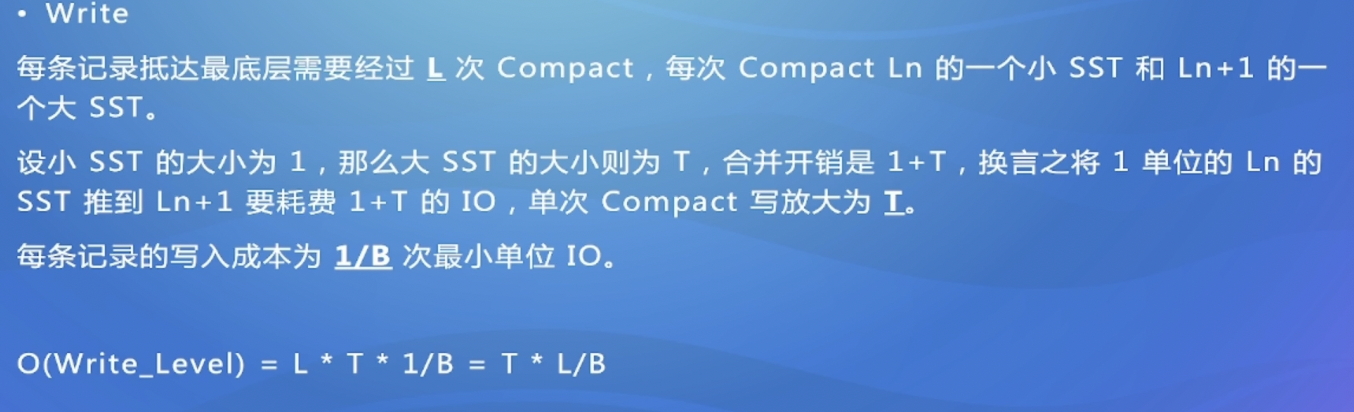 • Write
每条记录抵达最底层需要经过 L 次 Compact，每次 Compact Ln 的一个小 SST 和 Ln+1 的一
个大 SST。
设小 SST 的大小为 1，那么大 SST 的大小则为 T，合并开销是 1+T，换言之将 1 单位的 Ln 的
SST 推到 Ln+1 要耗费 1+T 的 IO，单次 Compact 写放大为 T。
每条记录的写入成本为 1/B 次最小单位 IO。
O(Write_Level) = L * T * 1/B = T * L/B